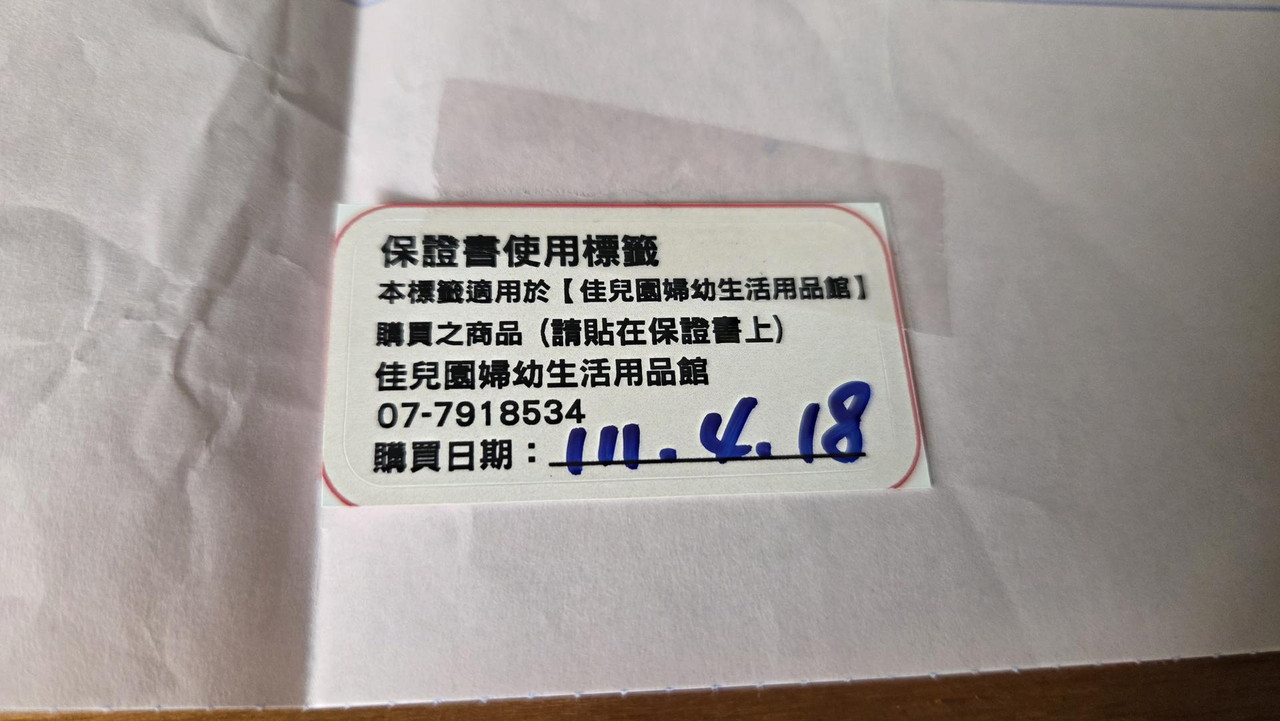 保證書使用標籤
本標籤適用於【佳兒園婦幼生活用品館】
購買之商品（請貼在保證書上）
佳兒園婦幼生活用品館
07-7918534
購買日期：111.4.18